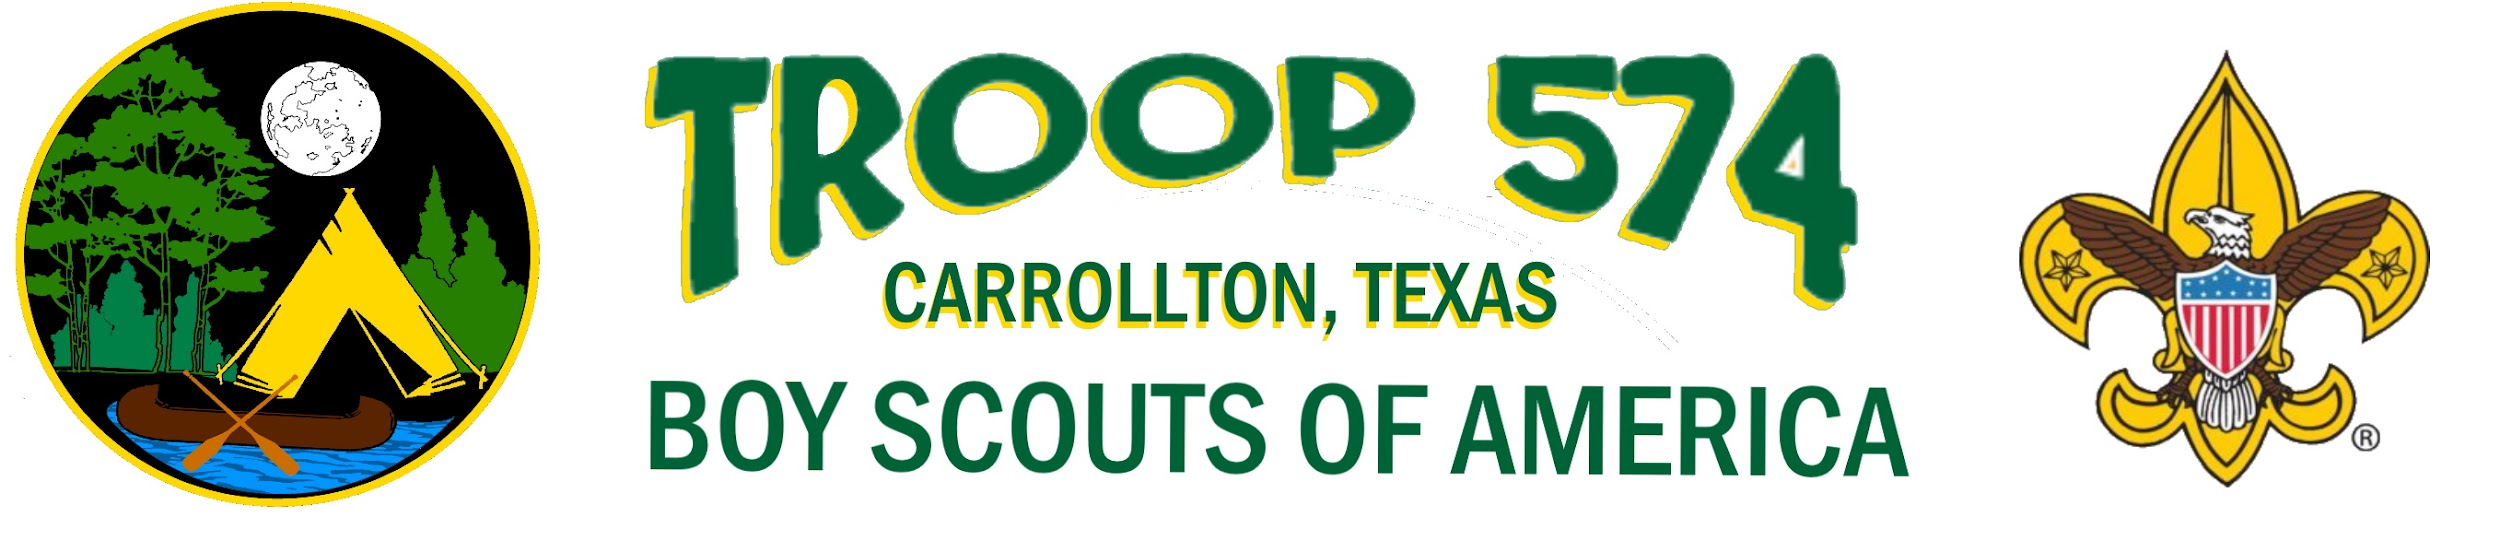 TROOP 574
CARROLLTON, TEXAS
BOY SCOUTS OF AMERICA
®